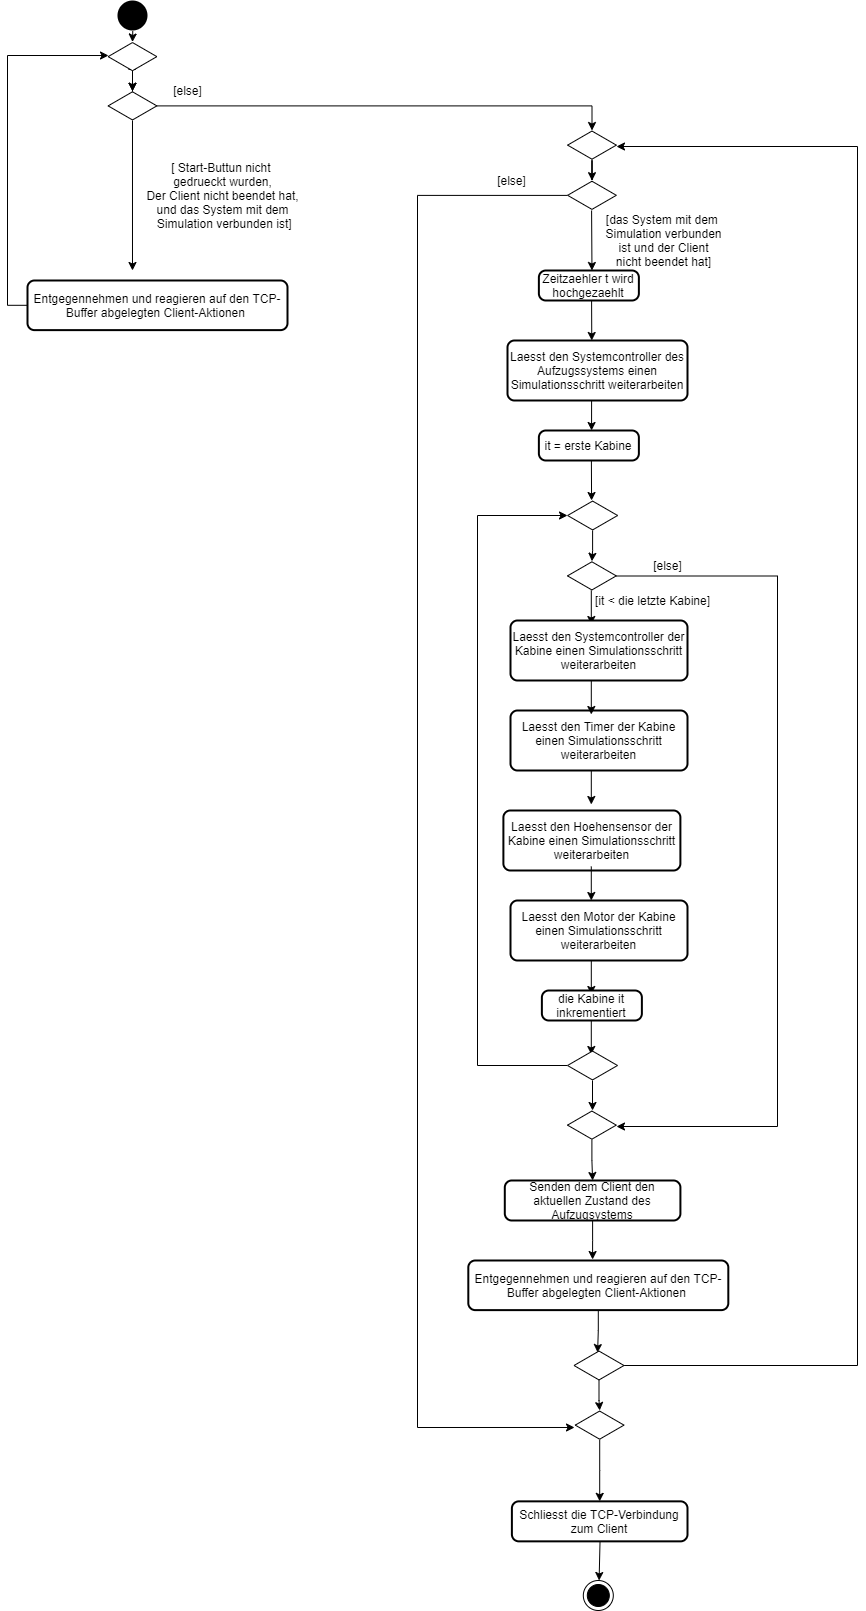 [else]
[ Start-Buttun nicht
gedrueckt wurden,
Der Client nicht beendet hat,
und das System mit dem
Simulation verbunden ist]
Entgegennehmen und reagieren auf den TCP-
Buffer abgelegten Client-Aktionen
[else]
[das System mit dem
Simulation verbunden
ist und der Client
nicht beendet hat]
Zeitzaehler t wird
hochgezaehlt
Laesst den Systemcontroller des
Aufzugssystems einen
Simulationsschritt weiterarbeiten
it = erste Kabine
[else]
[it < die letzte Kabine]
Laesst den Systemcontroller der
Kabine einen Simulationsschritt
weiterarbeiten
Laesst den Timer der Kabine
einen Simulationsschritt
weiterarbeiten
Laesst den Hoehensensor der
Kabine einen Simulationsschritt
weiterarbeiten
Laesst den Motor der Kabine
einen Simulationsschritt
weiterarbeiten
die Kabine it
inkrementiert
Senden dem Client den
aktuellen Zustand des
Aufzugsystems
Entgegennehmen und reagieren auf den TCP-
Buffer abgelegten Client-Aktionen
Schliesst die TCP-Verbindung
zum Client